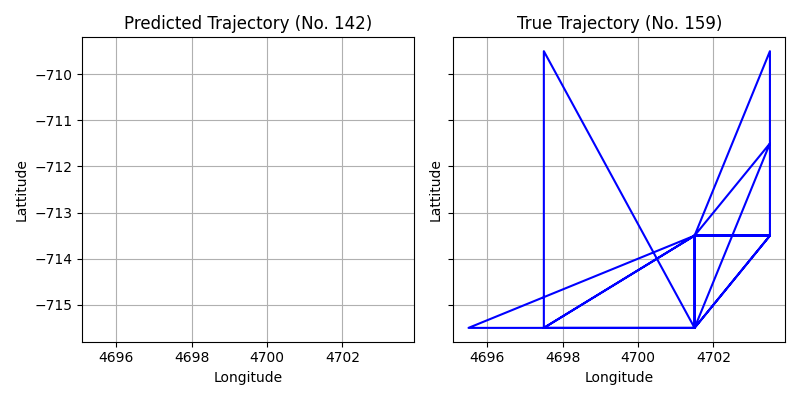 Predicted Trajectory (No. 142)
−710
−711
−712
−713
−714
−715
Lattitude
4696 4698 4700 4702
Longitude
True Trajectory (No. 159)
Lattitude
4696 4698 4700 4702
Longitude